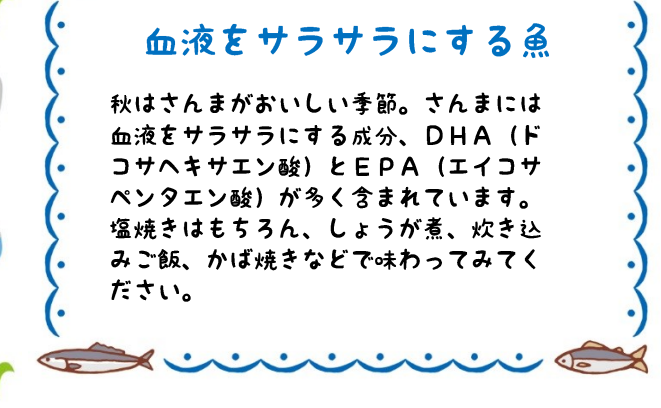 血液をサラサラにする魚
秋はさんまがおいしい季節。さんまには
血液をサラサラにする成分、ＤＨＡ（ド
コサヘキサエン酸）とＥＰＡ（エイコサ
ペンタエン酸）が多く含まれています。
塩焼きはもちろん、しょうが煮、炊き込
みご飯、かば焼きなどで味わってみてく
ださい。